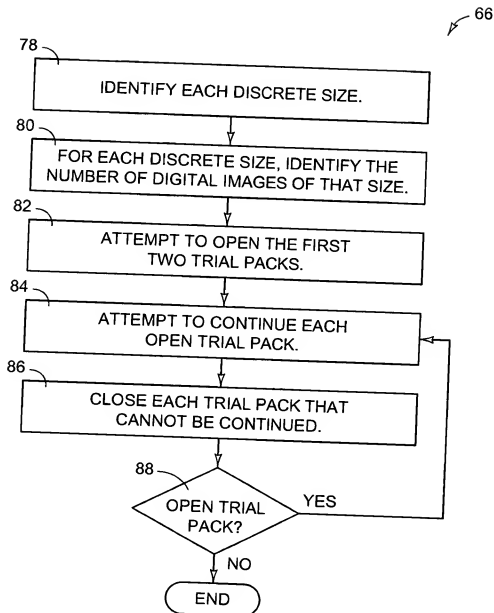 66
78
IDENTIFY EACH DISCRETE SIZE.
80
FOR EACH DISCRETE SIZE, IDENTIFY THE
NUMBER OF DIGITAL IMAGES OF THAT SIZE.
82
ATTEMPT TO OPEN THE FIRST
TWO TRIAL PACKS.
84
ATTEMPT TO CONTINUE EACH
OPEN TRIAL PACK.
86
CLOSE EACH TRIAL PACK THAT
CANNOT BE CONTINUED.
88
OPEN TRIAL
PACK?
YES
NO
END